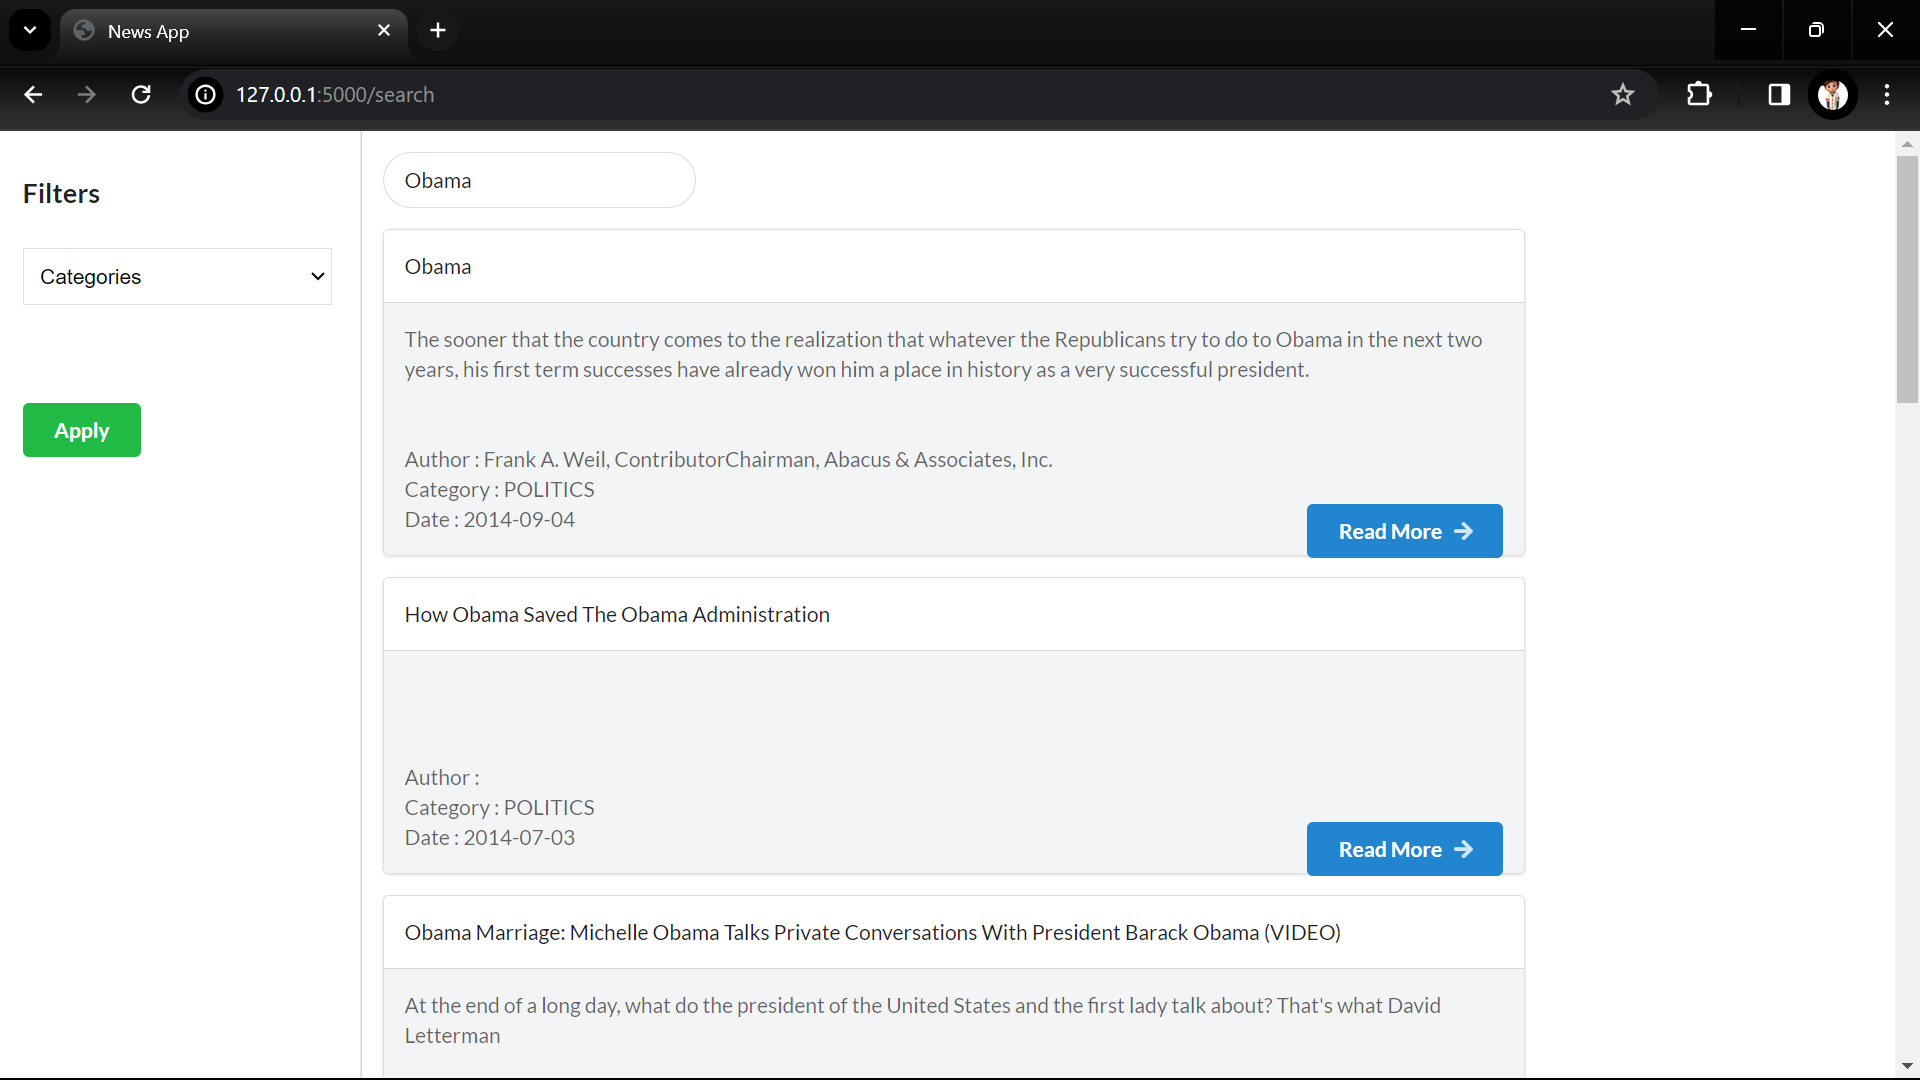 News App
127.0.0.1:5000/search
Filters
Categories
Apply
Obama
Obama
The sooner that the country comes to the realization that whatever the Republicans try to do to Obama in the next two
years, his first term successes have already won him a place in history as a very successful president.
Author : Frank A. Weil, ContributorChairman, Abacus & Associates, Inc.
Category : POLITICS
Date : 2014-09-04
Read More
How Obama Saved The Obama Administration
Author :
Category : POLITICS
Date : 2014-07-03
Read More
Obama Marriage: Michelle Obama Talks Private Conversations With President Barack Obama (VIDEO)
At the end of a long day, what do the president of the United States and the first lady talk about? That's what David
Letterman